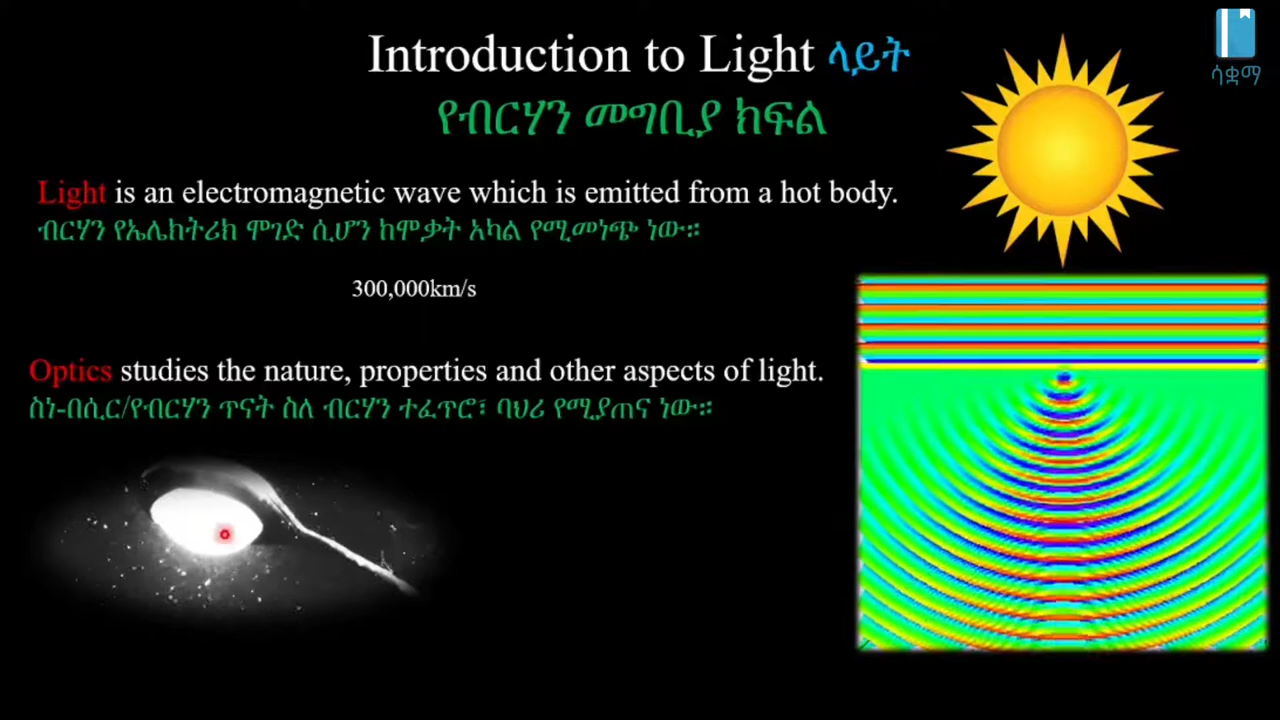 Introduction to Light ላይት
የብርሃን መግቢያ ክፍል
ሳቋማ
Light is an electromagnetic wave which is emitted from a hot body.
ብርሃን የኤሌክትሪክ ሞገድ ሲሆን ከሞቃት አካል የሚመነጭ ነው።
300,000km/s
Optics studies the nature, properties and other aspects of light.
ስነ-በሲር/የብርሃን ጥናት ስለ ብርሃን ተፈጥሮ፣ ባህሪ የሚያጠና ነው።